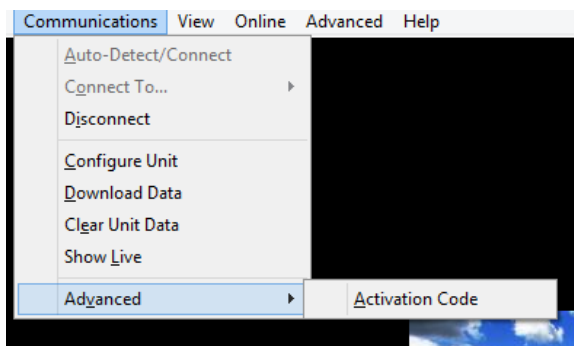 Communications View Online Advanced Help
Auto-Detect/Connect
Connect To...
Disconnect
Configure Unit
Download Data
Clear Unit Data
Show Live
Advanced
Activation Code